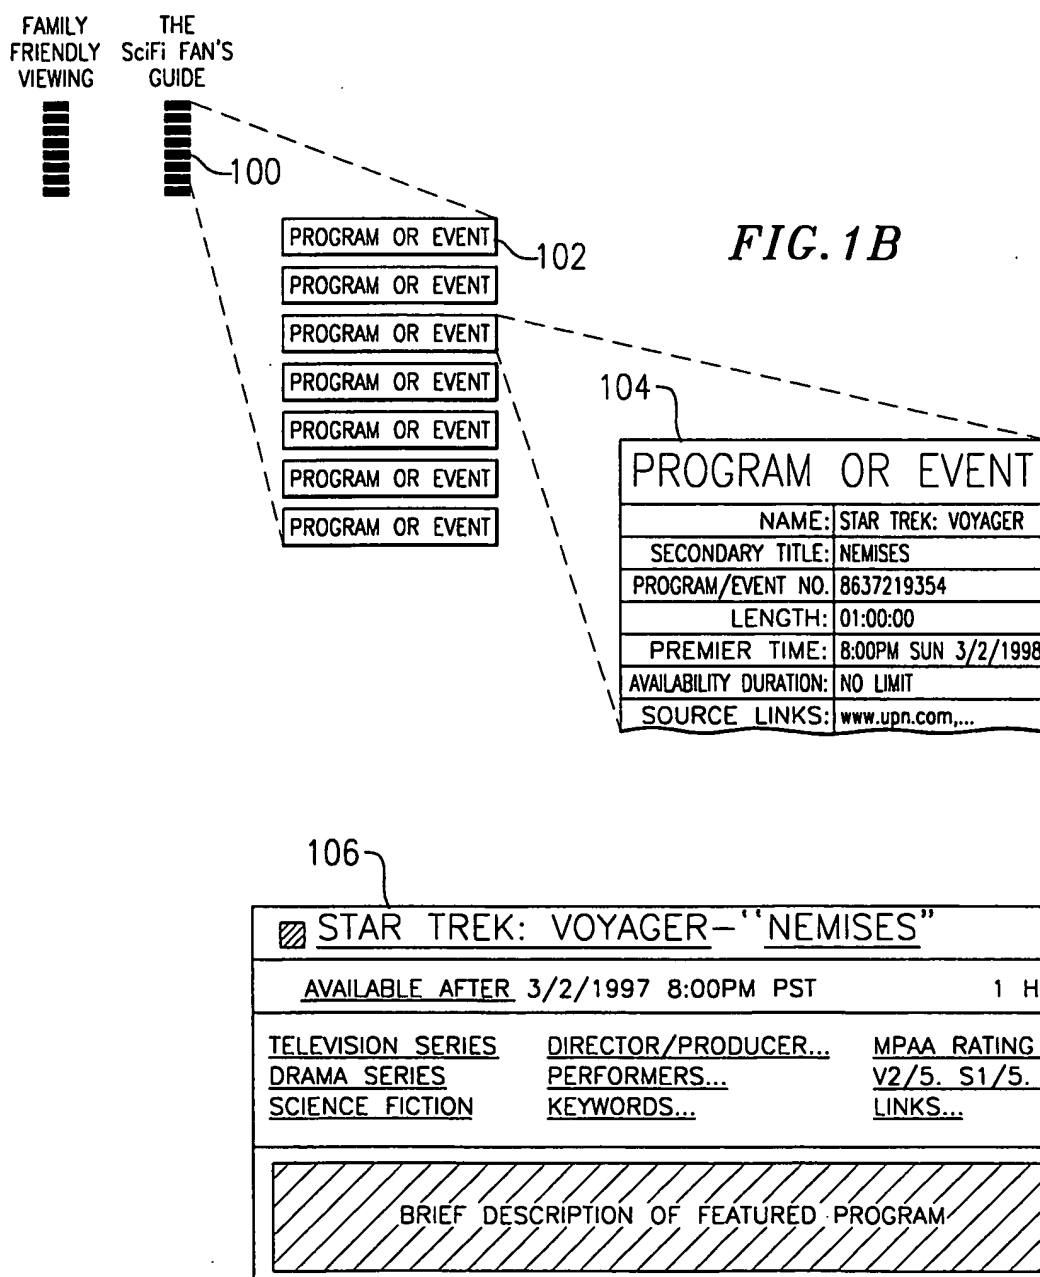 FAMILY
FRIENDLY
VIEWING
THE
SciFi FAN'S
GUIDE
100
PROGRAM OR EVENT
102
PROGRAM OR EVENT
PROGRAM OR EVENT
PROGRAM OR EVENT
PROGRAM OR EVENT
PROGRAM OR EVENT
PROGRAM OR EVENT
FIG. 1B
104
PROGRAM OR EVENT
NAME: STAR TREK: VOYAGER
SECONDARY TITLE: NEMISES
PROGRAM/EVENT NO. 8637219354
LENGTH: 01:00:00
PREMIER TIME: 8:00PM SUN 3/2/1998
AVAILABILITY DURATION: NO LIMIT
SOURCE LINKS: www.upn.com,...
106
STAR TREK: VOYAGER-"NEMISES"
AVAILABLE AFTER 3/2/1997 8:00PM PST 1 H
TELEVISION SERIES DIRECTOR/PRODUCER... MPAA RATING
DRAMA SERIES PERFORMERS... V2/5. S1/5.
SCIENCE FICTION KEYWORDS... LINKS...
BRIEF DESCRIPTION OF FEATURED PROGRAM